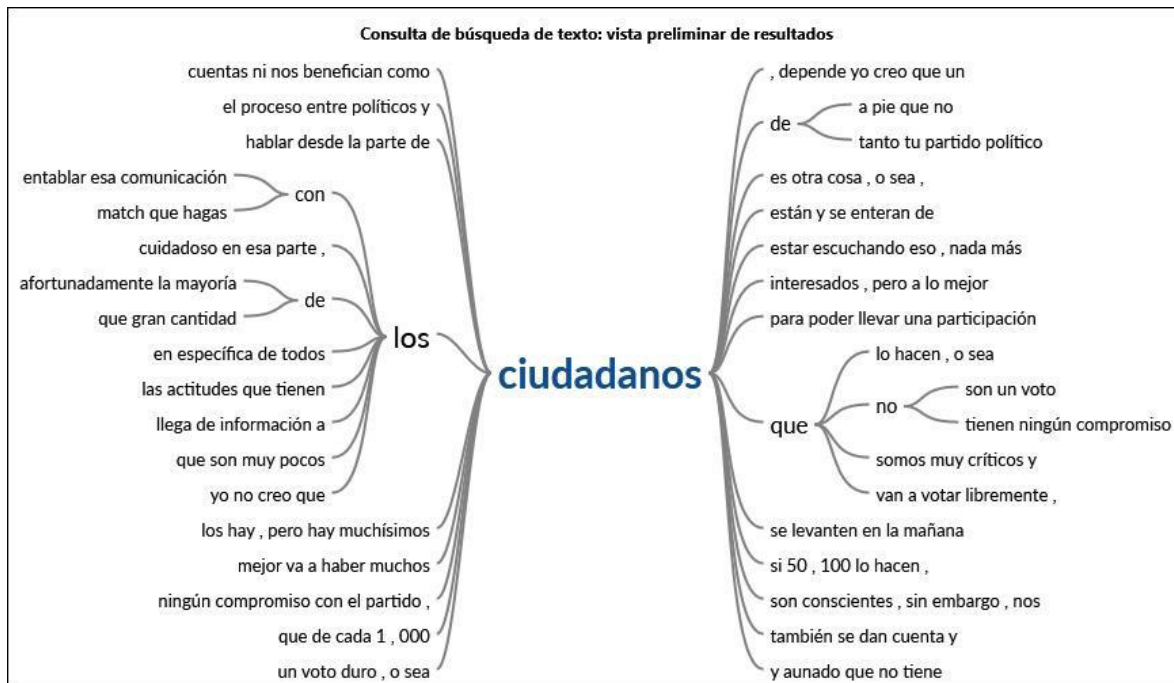 Consulta de búsqueda de texto: vista preliminar de resultados
cuentas ni nos benefician como
el proceso entre políticos y
hablar desde la parte de
entablar esa comunicación
match que hagas
con
cuidadoso en esa parte ,
afortunadamente la mayoría
que gran cantidad
de
en específica de todos
las actitudes que tienen
llega de información a
que son muy pocos
yo no creo que
los
los hay , pero hay muchísimos
mejor va a haber muchos
ningún compromiso con el partido ,
que de cada 1 , 000
un voto duro , o sea
ciudadanos
, depende yo creo que un
de
a pie que no
tanto tu partido político
es otra cosa , o sea ,
están y se enteran de
estar escuchando eso , nada más
interesados , pero a lo mejor
para poder llevar una participación
que
lo hacen , o sea
no
son un voto
tienen ningún compromiso
somos muy críticos y
van a votar libremente ,
se levanten en la mañana
si 50 , 100 lo hacen ,
son conscientes , sin embargo , nos
también se dan cuenta y
y aunado que no tiene